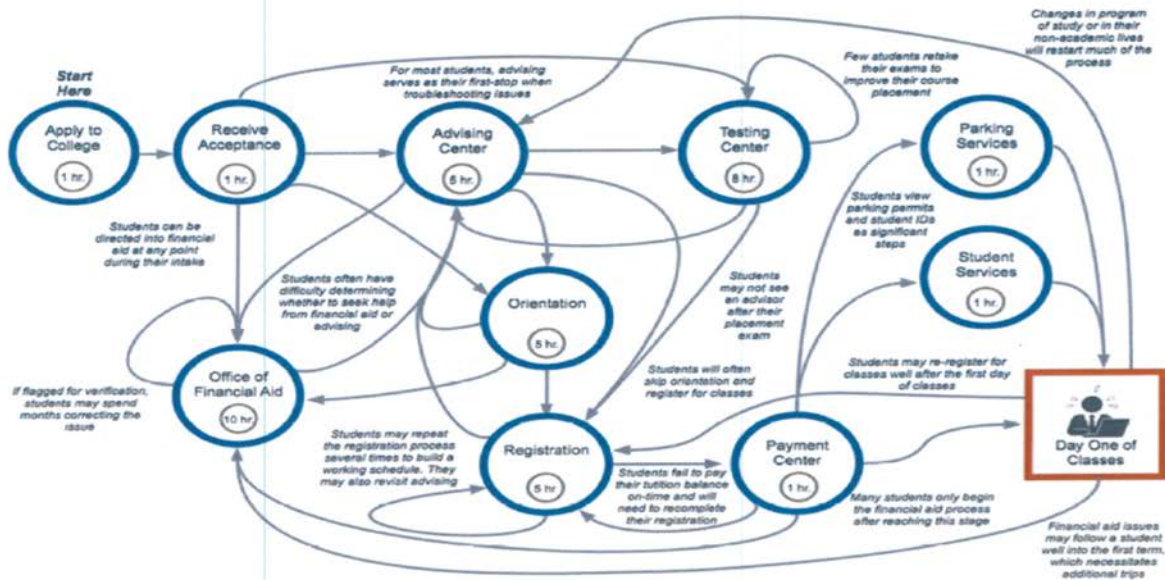 Start
Here
Apply to
College
1 hr.
Receive
Acceptance
1 hr.
For most students, advising
serves as their first-stop when
troubleshooting issues
Advising
Center
5 hr.
Testing
Center
8 hr.
Few students retake
their exams to
improve their course
placement
Changes in program
of study or in their
non-academic lives
will restart much of the
process
Parking
Services
1 hr.
Students view
parking permits
and student IDs
as significant
steps
Student
Services
1 hr.
Students can be
directed into financial
aid at any point
during their intake
Students often have
difficulty determining
whether to seek help
from financial aid or
advising
Orientation
5 hr.
Students
may not see
an advisor
after their
placement
exam
Office of
Financial Aid
10 hr.
If flagged for verification,
students may spend
months correcting the
issue
Students will often
skip orientation and
register for classes
Students may re-register for
classes well after the first day
of classes
Students may repeat
the registration process
several times to build a
working schedule. They
may also revisit advising
Registration
5 hr.
Students fail to pay
their tutition balance
on-time and will
need to recomplete
their registration
Payment
Center
1 hr.
Many students only begin
the financial aid process
after reaching this stage
Day One of
Classes
Financial aid issues
may follow a student
well into the first term,
which necessitates
additional trips